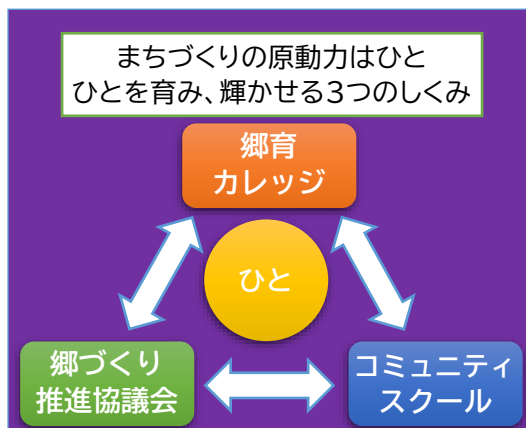 まちづくりの原動力はひと
ひとを育み、輝かせる3つのしくみ
郷育
カレッジ
ひと
郷づくり
推進協議会
コミュニティ
スクール